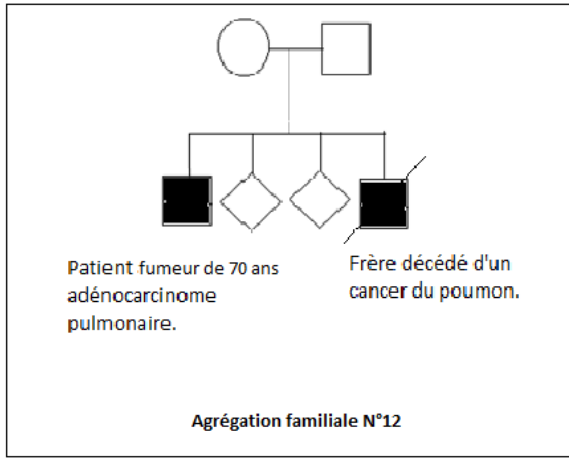 Patient fumeur de 70 ans
adénocarcinome
pulmonaire.
Frère décédé d'un
cancer du poumon.
Agrégation familiale N°12